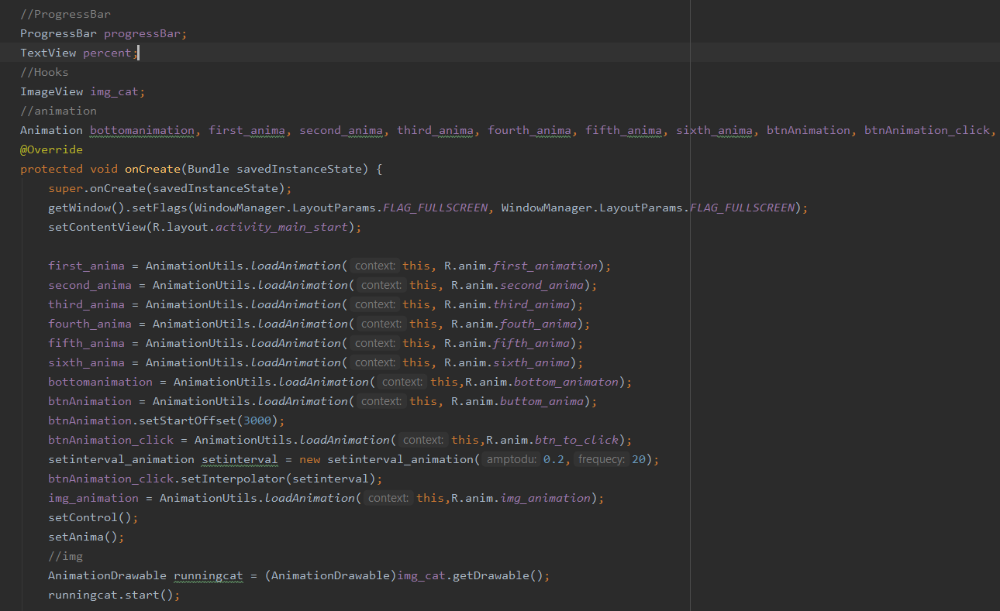 //ProgressBar
ProgressBar progressBar;
TextView percent;
//Hooks
ImageView img_cat;
//animation
Animation bottomanimation, first_anima, second_anima, third_anima, fourth_anima, fifth_anima, sixth_anima, btnAnimation, btnAnimation_click,
@Override
protected void onCreate(Bundle savedInstanceState) {
super.onCreate(savedInstanceState);
getWindow().setFlags(WindowManager.LayoutParams.FLAG_FULLSCREEN, WindowManager.LayoutParams.FLAG_FULLSCREEN);
setContentView(R.layout.activity_main_start);
first_anima = AnimationUtils.loadAnimation( context: this, R.anim.first_animation);
second_anima = AnimationUtils.loadAnimation( context: this, R.anim.second_anima);
third_anima = AnimationUtils.loadAnimation( context: this, R.anim.third_anima);
fourth_anima = AnimationUtils.loadAnimation( context: this, R.anim.fouth_anima);
fifth_anima = AnimationUtils.loadAnimation( context: this, R.anim.fifth_anima);
sixth_anima = AnimationUtils.loadAnimation( context: this, R.anim.sixth_anima);
bottomanimation = AnimationUtils.loadAnimation( context: this,R.anim.bottom_animaton);
btnAnimation = AnimationUtils.loadAnimation( context: this, R.anim.buttom_anima);
btnAnimation.setStartOffset(3000);
btnAnimation_click = AnimationUtils.loadAnimation( context: this,R.anim.btn_to_click);
setinterval_animation setinterval = new setinterval_animation( amptodu: 0.2, frequecy: 20);
btnAnimation_click.setInterpolator(setinterval);
img_animation = AnimationUtils.loadAnimation( context: this,R.anim.img_animation);
setControl();
setAnima();
//img
AnimationDrawable runningcat = (AnimationDrawable)img_cat.getDrawable();
runningcat.start();